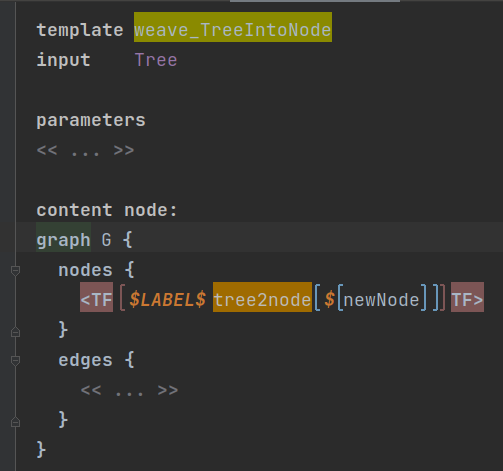 template weave_TreeIntoNode
input    Tree

parameters
<< ... >>

content node:
graph G {
  nodes {
    <TF [$LABEL$ tree2node[$[newNode]]] TF>
  }
  edges {
    << ... >>
  }
}